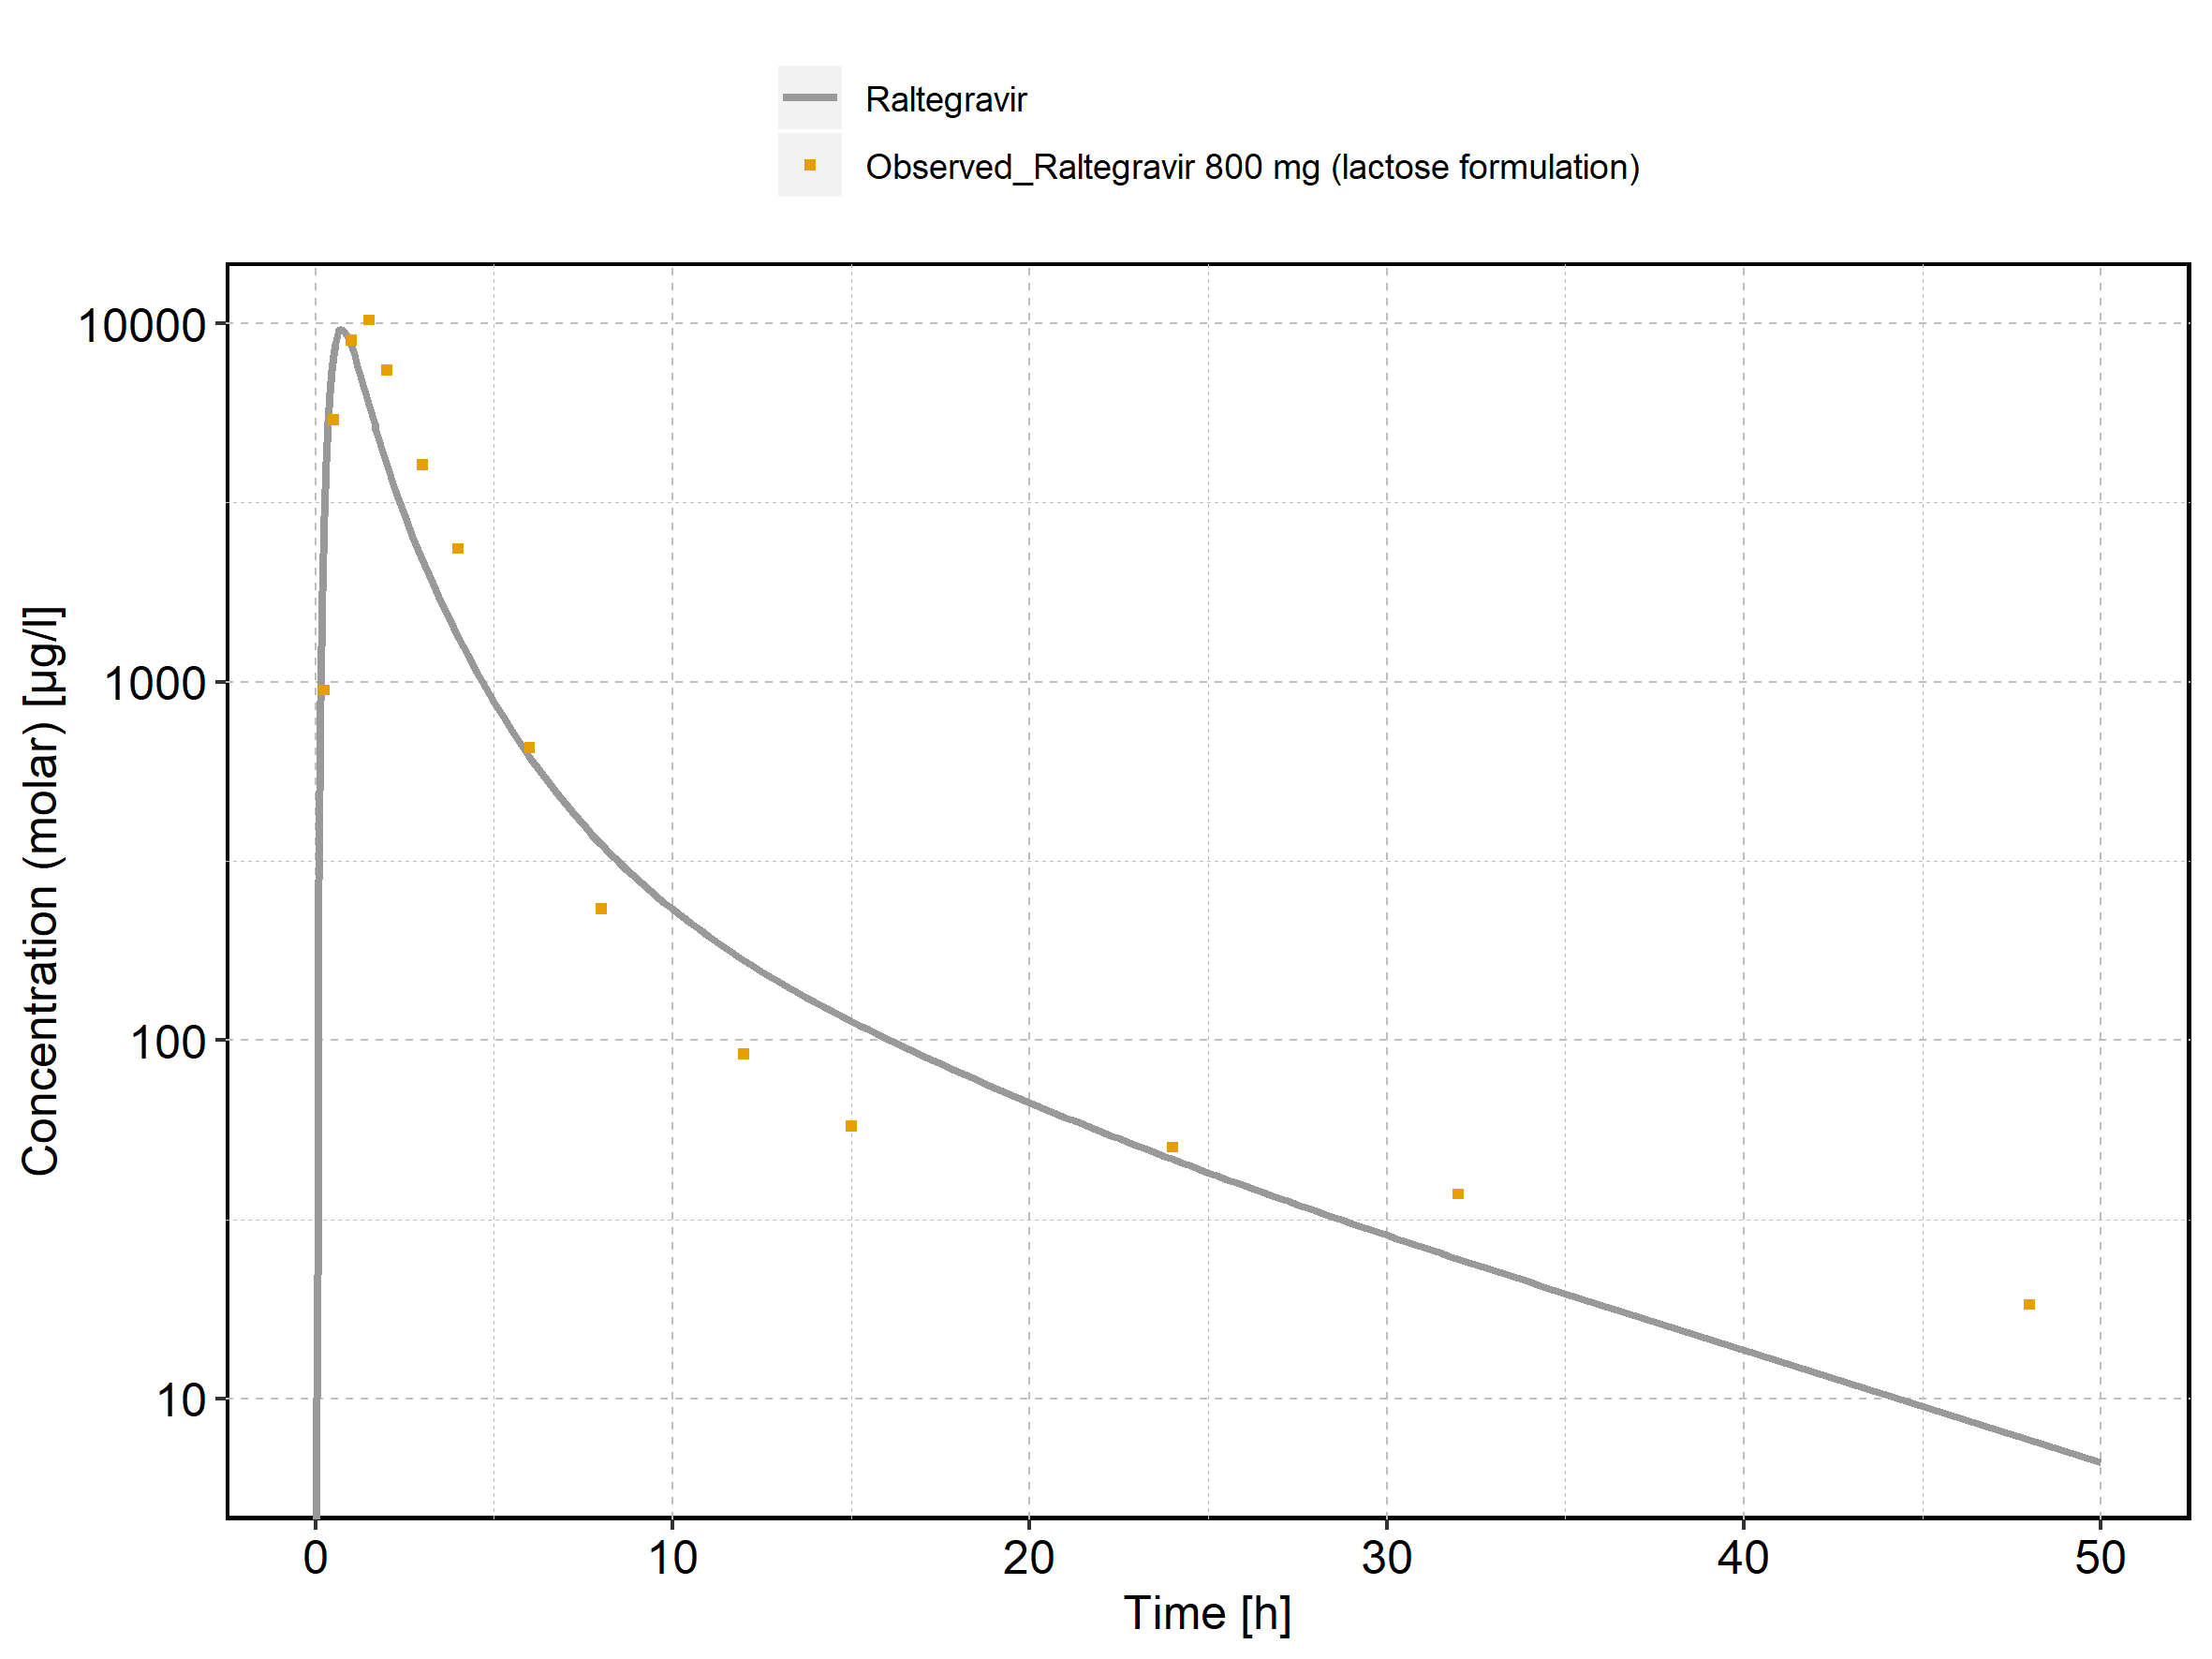 Raltegravir
Observed_Raltegravir 800 mg (lactose formulation)
Concentration (molar) [µg/l]
10000
1000
100
10
0 10 20 30 40 50
Time [h]